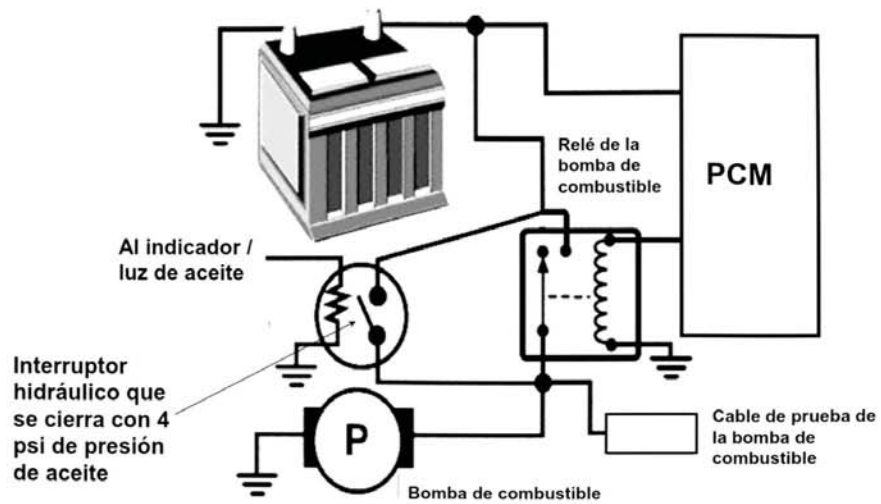 Relé de la
bomba de
combustible
PCM
Al indicador /
luz de aceite
Interruptor
hidráulico que
se cierra con 4
psi de presión
de aceite
P
Bomba de combustible
Cable de prueba de
la bomba de
combustible